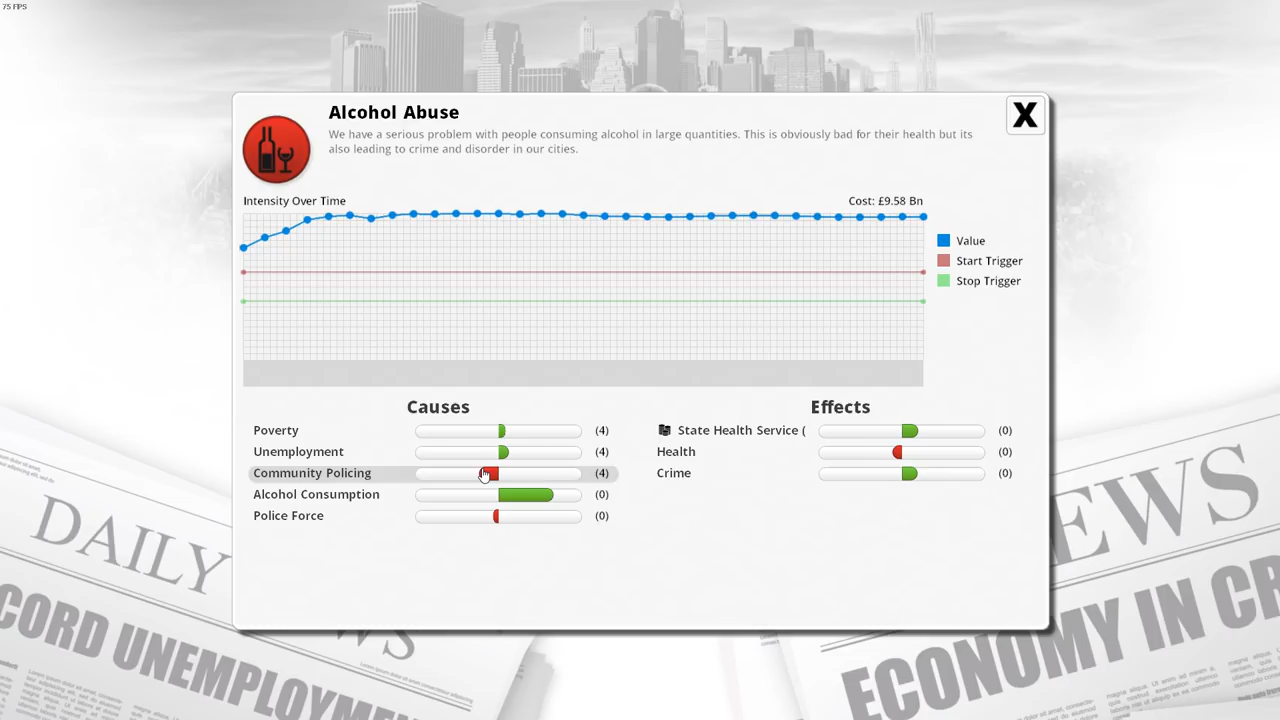 75 FPS
Alcohol Abuse
We have a serious problem with people consuming alcohol in large quantities. This is obviously bad for their health but its
also leading to crime and disorder in our cities.
X
Intensity Over Time
Cost: £9.58 Bn
Value
Start Trigger
Stop Trigger
Causes
Effects
Poverty (4)
State Health Service ( (0)
Unemployment (4)
Health (0)
Community Policing (4)
Crime (0)
Alcohol Consumption (0)
Police Force (0)
DAILY
NEWS
CORD UNEMPLOYME
WS
ECONOMY IN CR